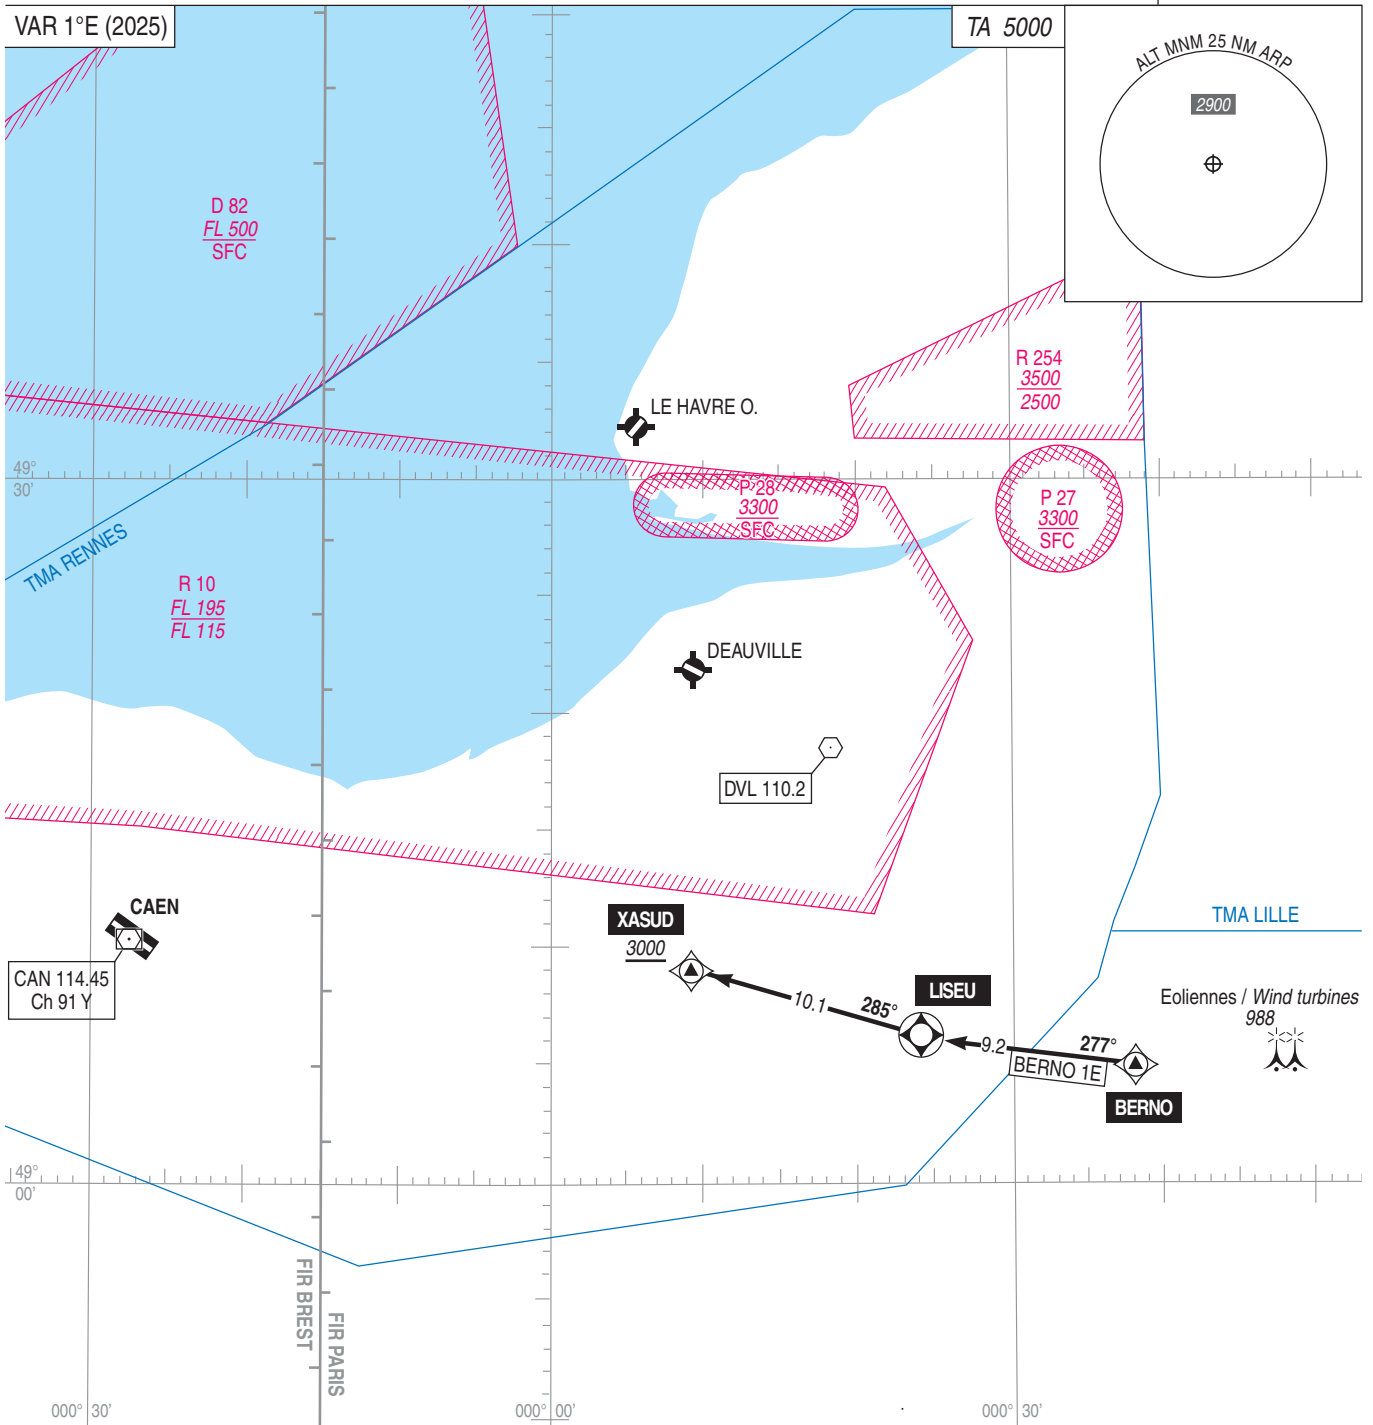 VAR 1°E (2025)
TA 5000
ALT MNM 25 NM ARP
2900
D 82
FL 500
SFC
R 254
3500
2500
LE HAVRE O.
49°
30'
P 28
3300
SFC
P 27
3300
SFC
TMA RENNES
R 10
FL 195
FL 115
DEAUVILLE
DVL 110.2
CAEN
CAN 114.45
Ch 91 Y
XASUD
3000
TMA LILLE
LISEU
10.1
285°
Eoliennes / Wind turbines
988
9.2
277°
BERNO 1E
BERNO
49°
00'
FIR BREST
FIR PARIS
000° 30'
000° 00'
000° 30'